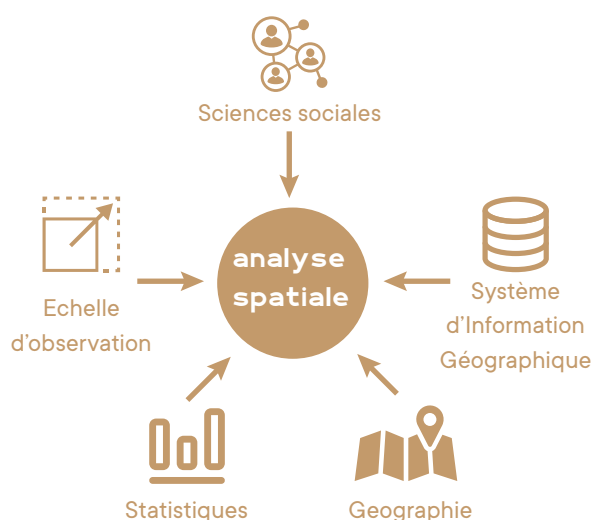 Sciences sociales
analyse
spatiale
Echelle
d'observation
Système
d'Information
Géographique
Statistiques
Geographie